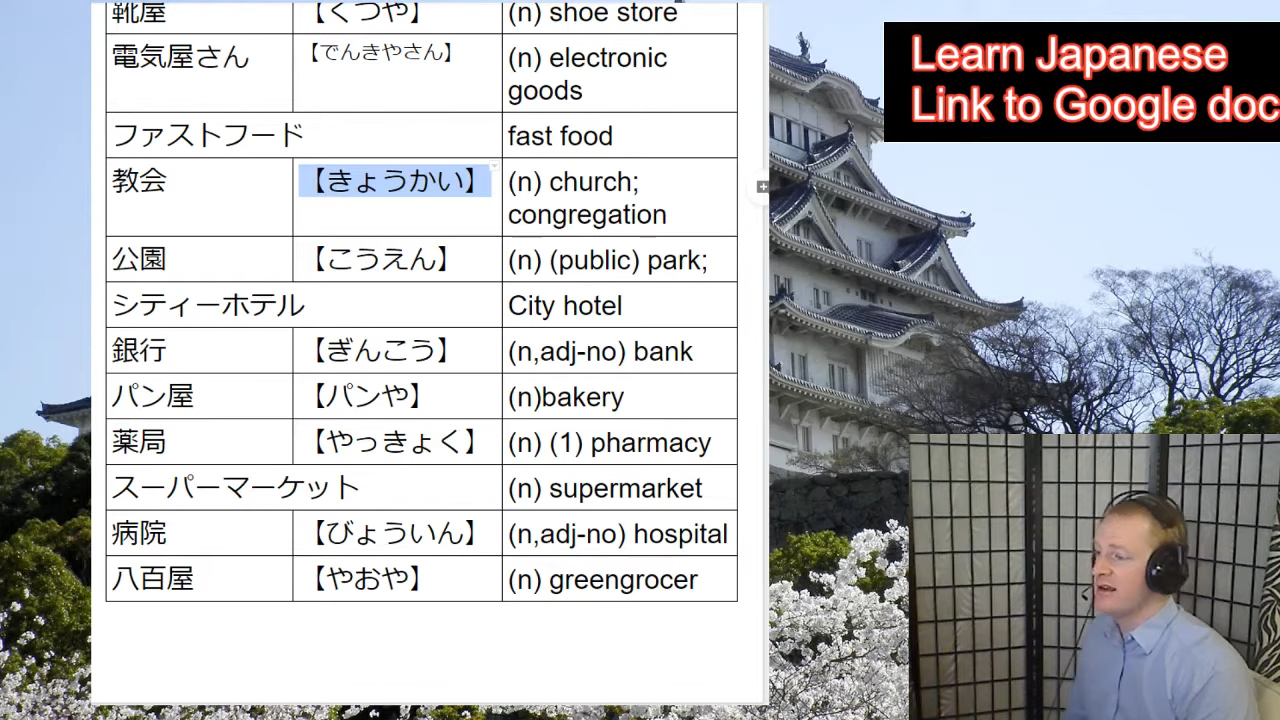 靴屋 【くつや】 (n) shoe store
電気屋さん 【でんきやさん】 (n) electronic
goods
ファストフード fast food
教会 【きょうかい】 (n) church;
congregation
公園 【こうえん】 (n) (public) park;
シティーホテル City hotel
銀行 【ぎんこう】 (n,adj-no) bank
パン屋 【パンや】 (n)bakery
薬局 【やっきょく】 (n) (1) pharmacy
スーパーマーケット (n) supermarket
病院 【びょういん】 (n,adj-no) hospital
八百屋 【やおや】 (n) greengrocer
Learn Japanese
Link to Google doc